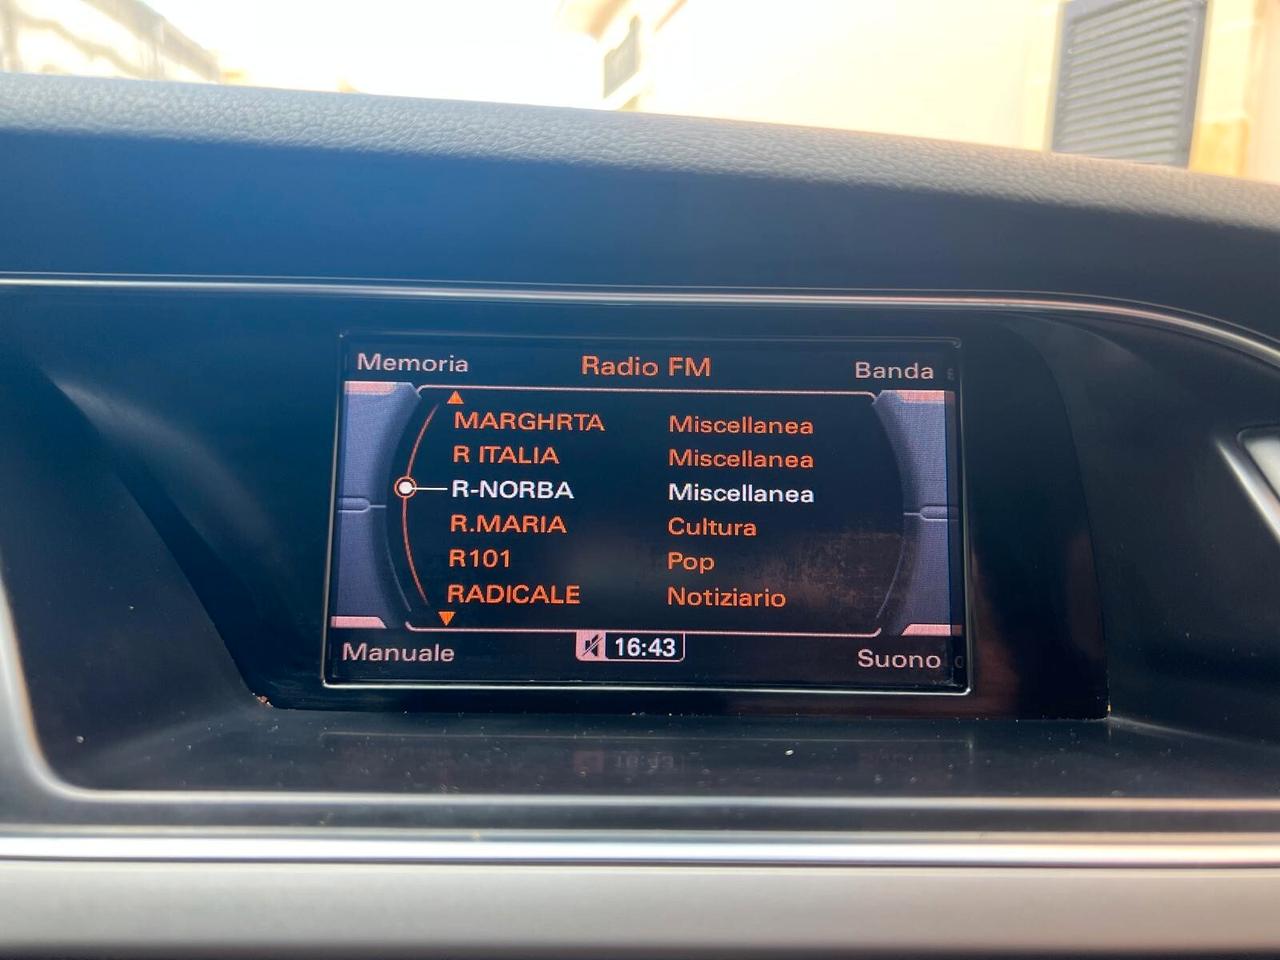 Memoria Radio FM Banda
MARGHRTA Miscellanea
R ITALIA Miscellanea
R-NORBA Miscellanea
R.MARIA Cultura
R101 Pop
RADICALE Notiziario
Manuale 16:43 Suono